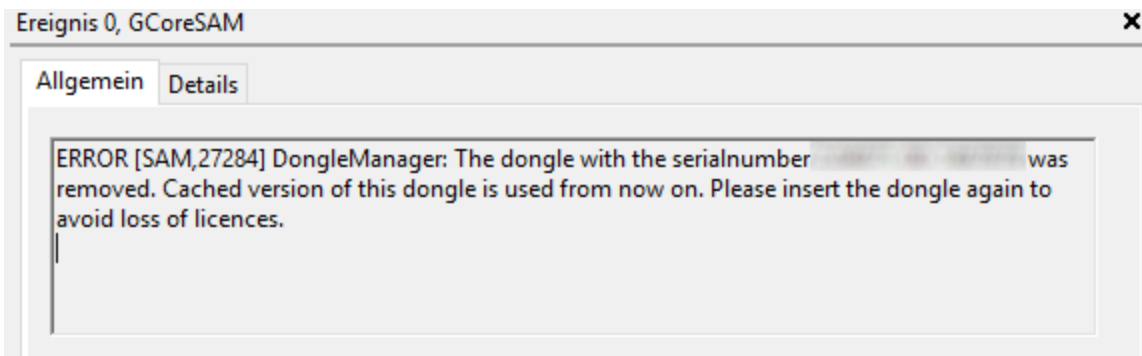 Ereignis 0, GCoreSAM
Allgemein
Details
ERROR [SAM,27284] DongleManager: The dongle with the serialnumber was
removed. Cached version of this dongle is used from now on. Please insert the dongle again to
avoid loss of licences.